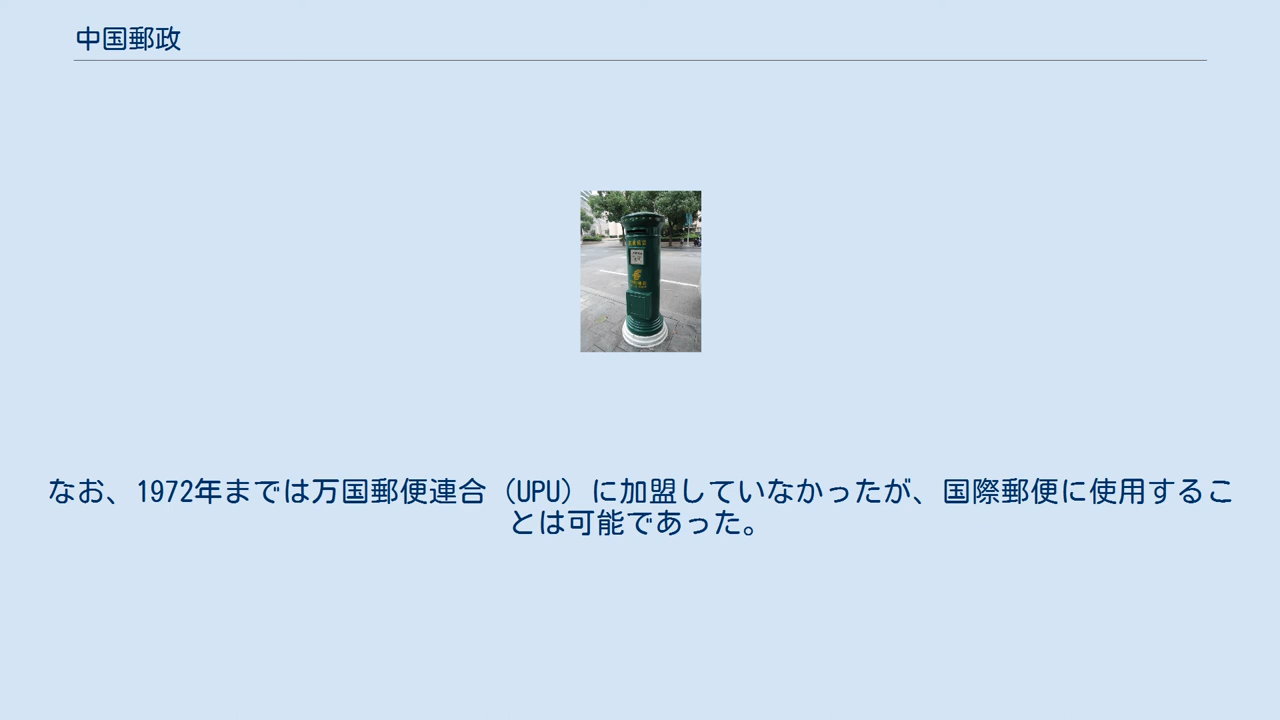 中国郵政
なお、1972年までは万国郵便連合（UPU）に加盟していなかったが、国際郵便に使用するこ
とは可能であった。